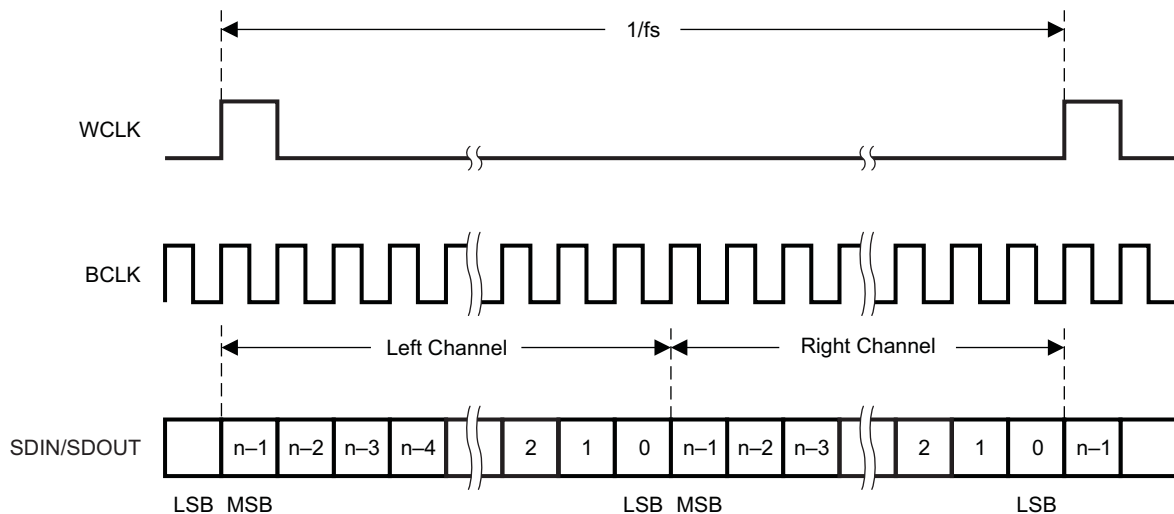 1/fs
WCLK
BCLK
Left Channel Right Channel
SDIN/SDOUT n–1 n–2 n–3 n–4 2 1 0 n–1 n–2 n–3 2 1 0 n–1
LSB MSB LSB MSB LSB